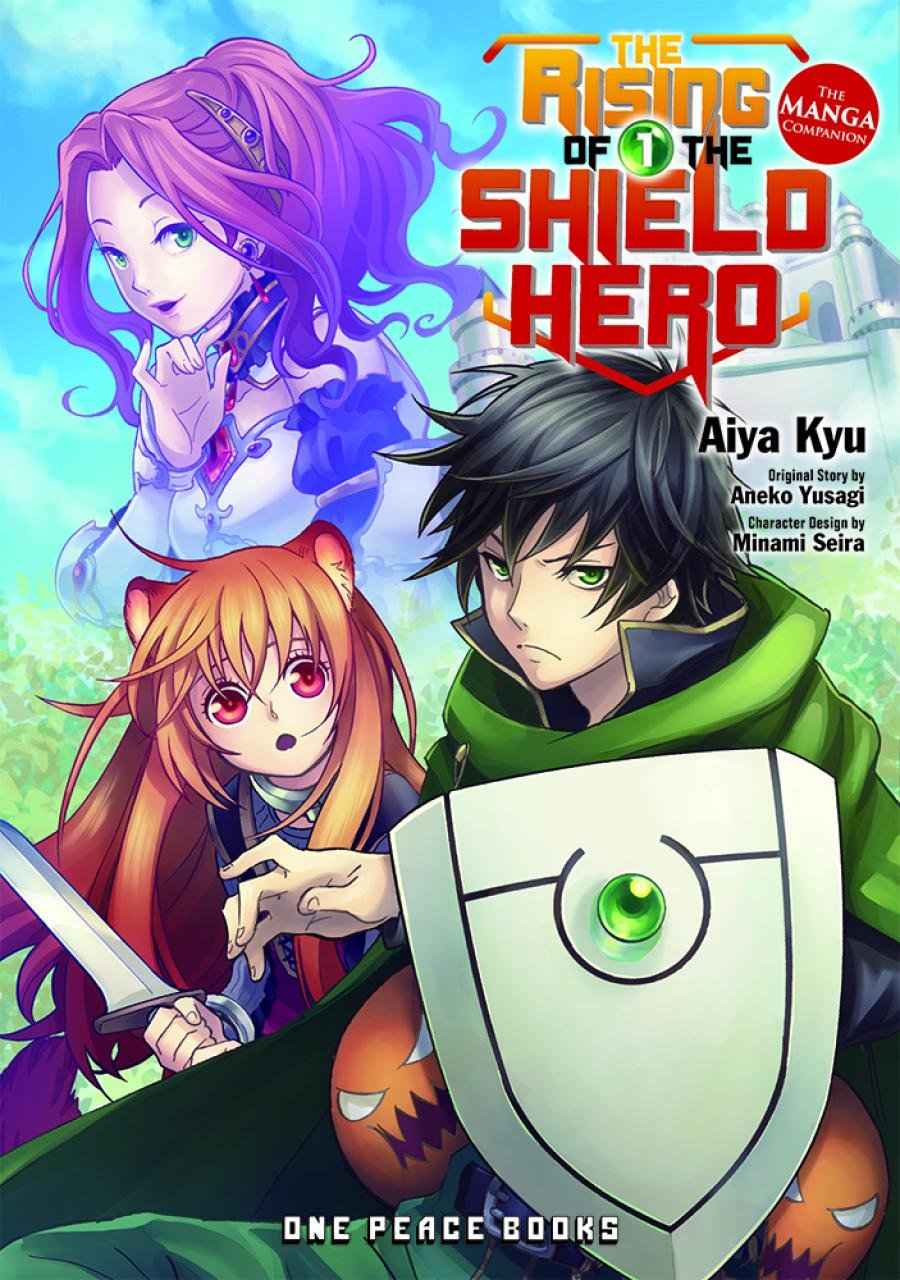 THE
RISING
OF 1 THE
SHIELD
HERO
THE
MANGA
COMPANION
Aiya Kyu
Original Story by
Aneko Yusagi
Character Design by
Minami Seira
ONE PEACE BOOKS